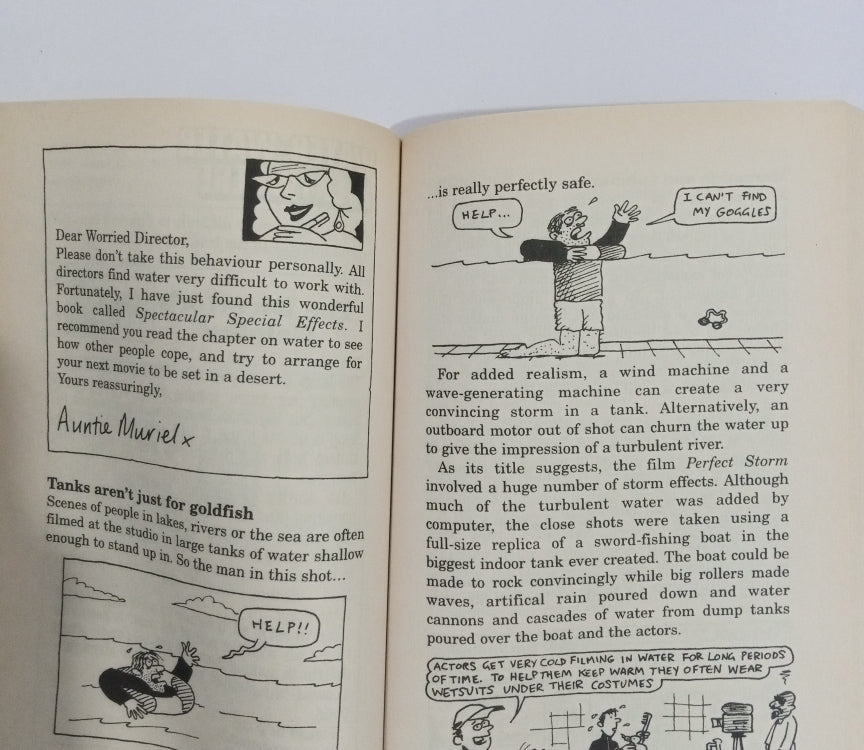 Dear Worried Director,
Please don't take this behaviour personally. All
directors find water very difficult to work with.
Fortunately, I have just found this wonderful
book called Spectacular Special Effects. I
recommend you read the chapter on water to see
how other people cope, and try to arrange for
your next movie to be set in a desert.
Yours reassuringly,
Auntie Muriel x
Tanks aren't just for goldfish
Scenes of people in lakes, rivers or the sea are often
filmed at the studio in large tanks of water shallow
enough to stand up in. So the man in this shot...
HELP!!
...is really perfectly safe.
HELP...
I CAN'T FIND
MY GOGGLES
For added realism, a wind machine and a
wave-generating machine can create a very
convincing storm in a tank. Alternatively, an
outboard motor out of shot can churn the water up
to give the impression of a turbulent river.
As its title suggests, the film Perfect Storm
involved a huge number of storm effects. Although
much of the turbulent water was added by
computer, the close shots were taken using a
full-size replica of a sword-fishing boat in the
biggest indoor tank ever created. The boat could be
made to rock convincingly while big rollers made
waves, artifical rain poured down and water
cannons and cascades of water from dump tanks
poured over the boat and the actors.
ACTORS GET VERY COLD FILMING IN WATER FOR LONG PERIODS
OF TIME. TO HELP THEM KEEP WARM THEY OFTEN WEAR
WETSUITS UNDER THEIR COSTUMES